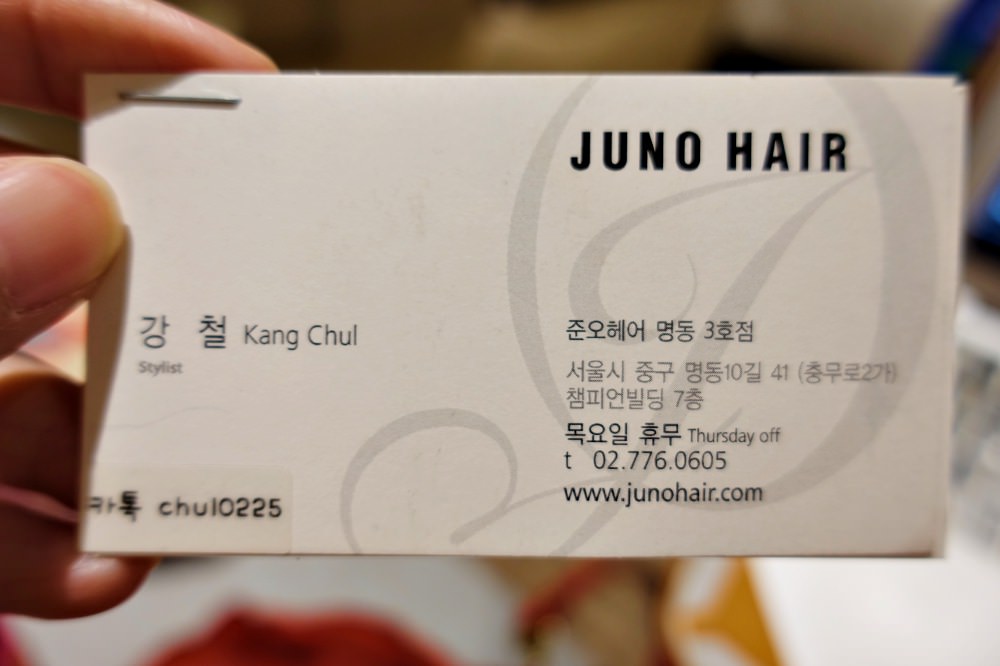 JUNO HAIR
강 철 Kang Chul
Stylist
카톡 chul0225
준오헤어 명동 3호점
서울시 중구 명동10길 41 (충무로2가)
챔피언빌딩 7층
목요일 휴무 Thursday off
t 02.776.0605
www.junohair.com